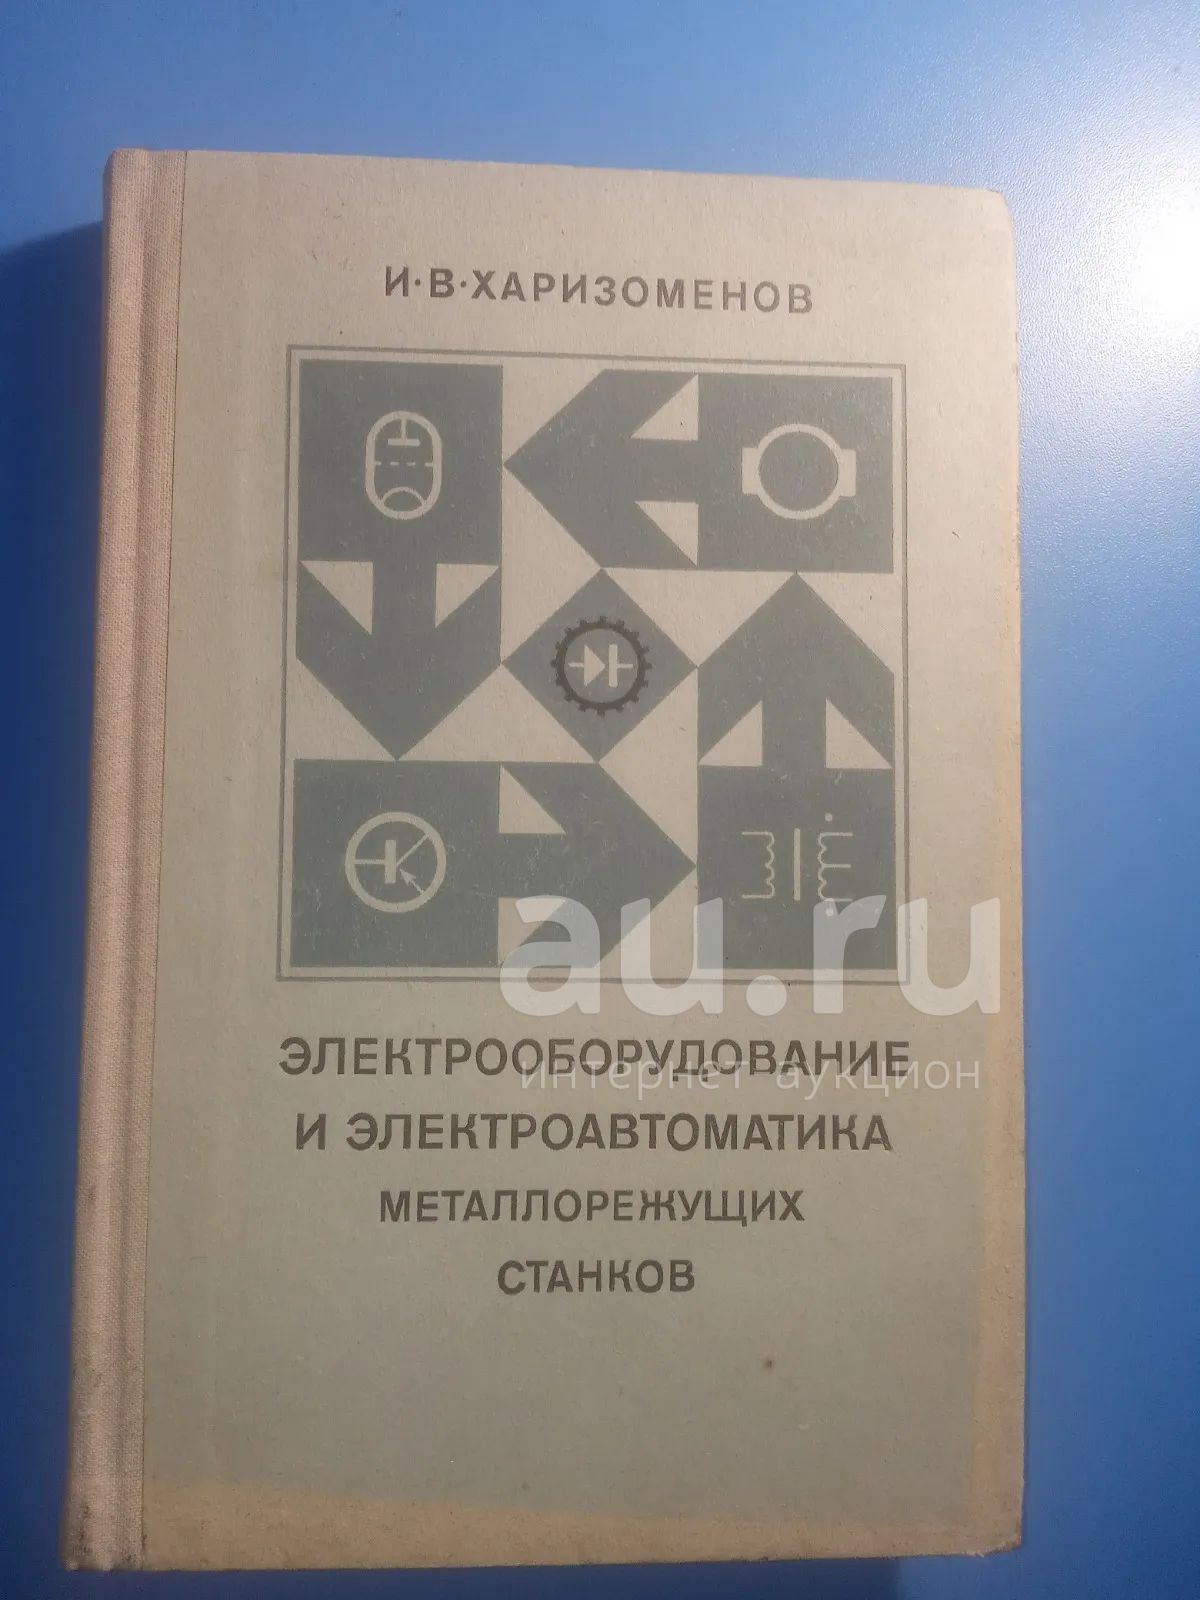 И·В·ХАРИЗОМЕНОВ
au.ru
ЭЛЕКТРООБОРУДОВАНИЕ
интернет аукцион
И ЭЛЕКТРОАВТОМАТИКА
МЕТАЛЛОРЕЖУЩИХ
СТАНКОВ